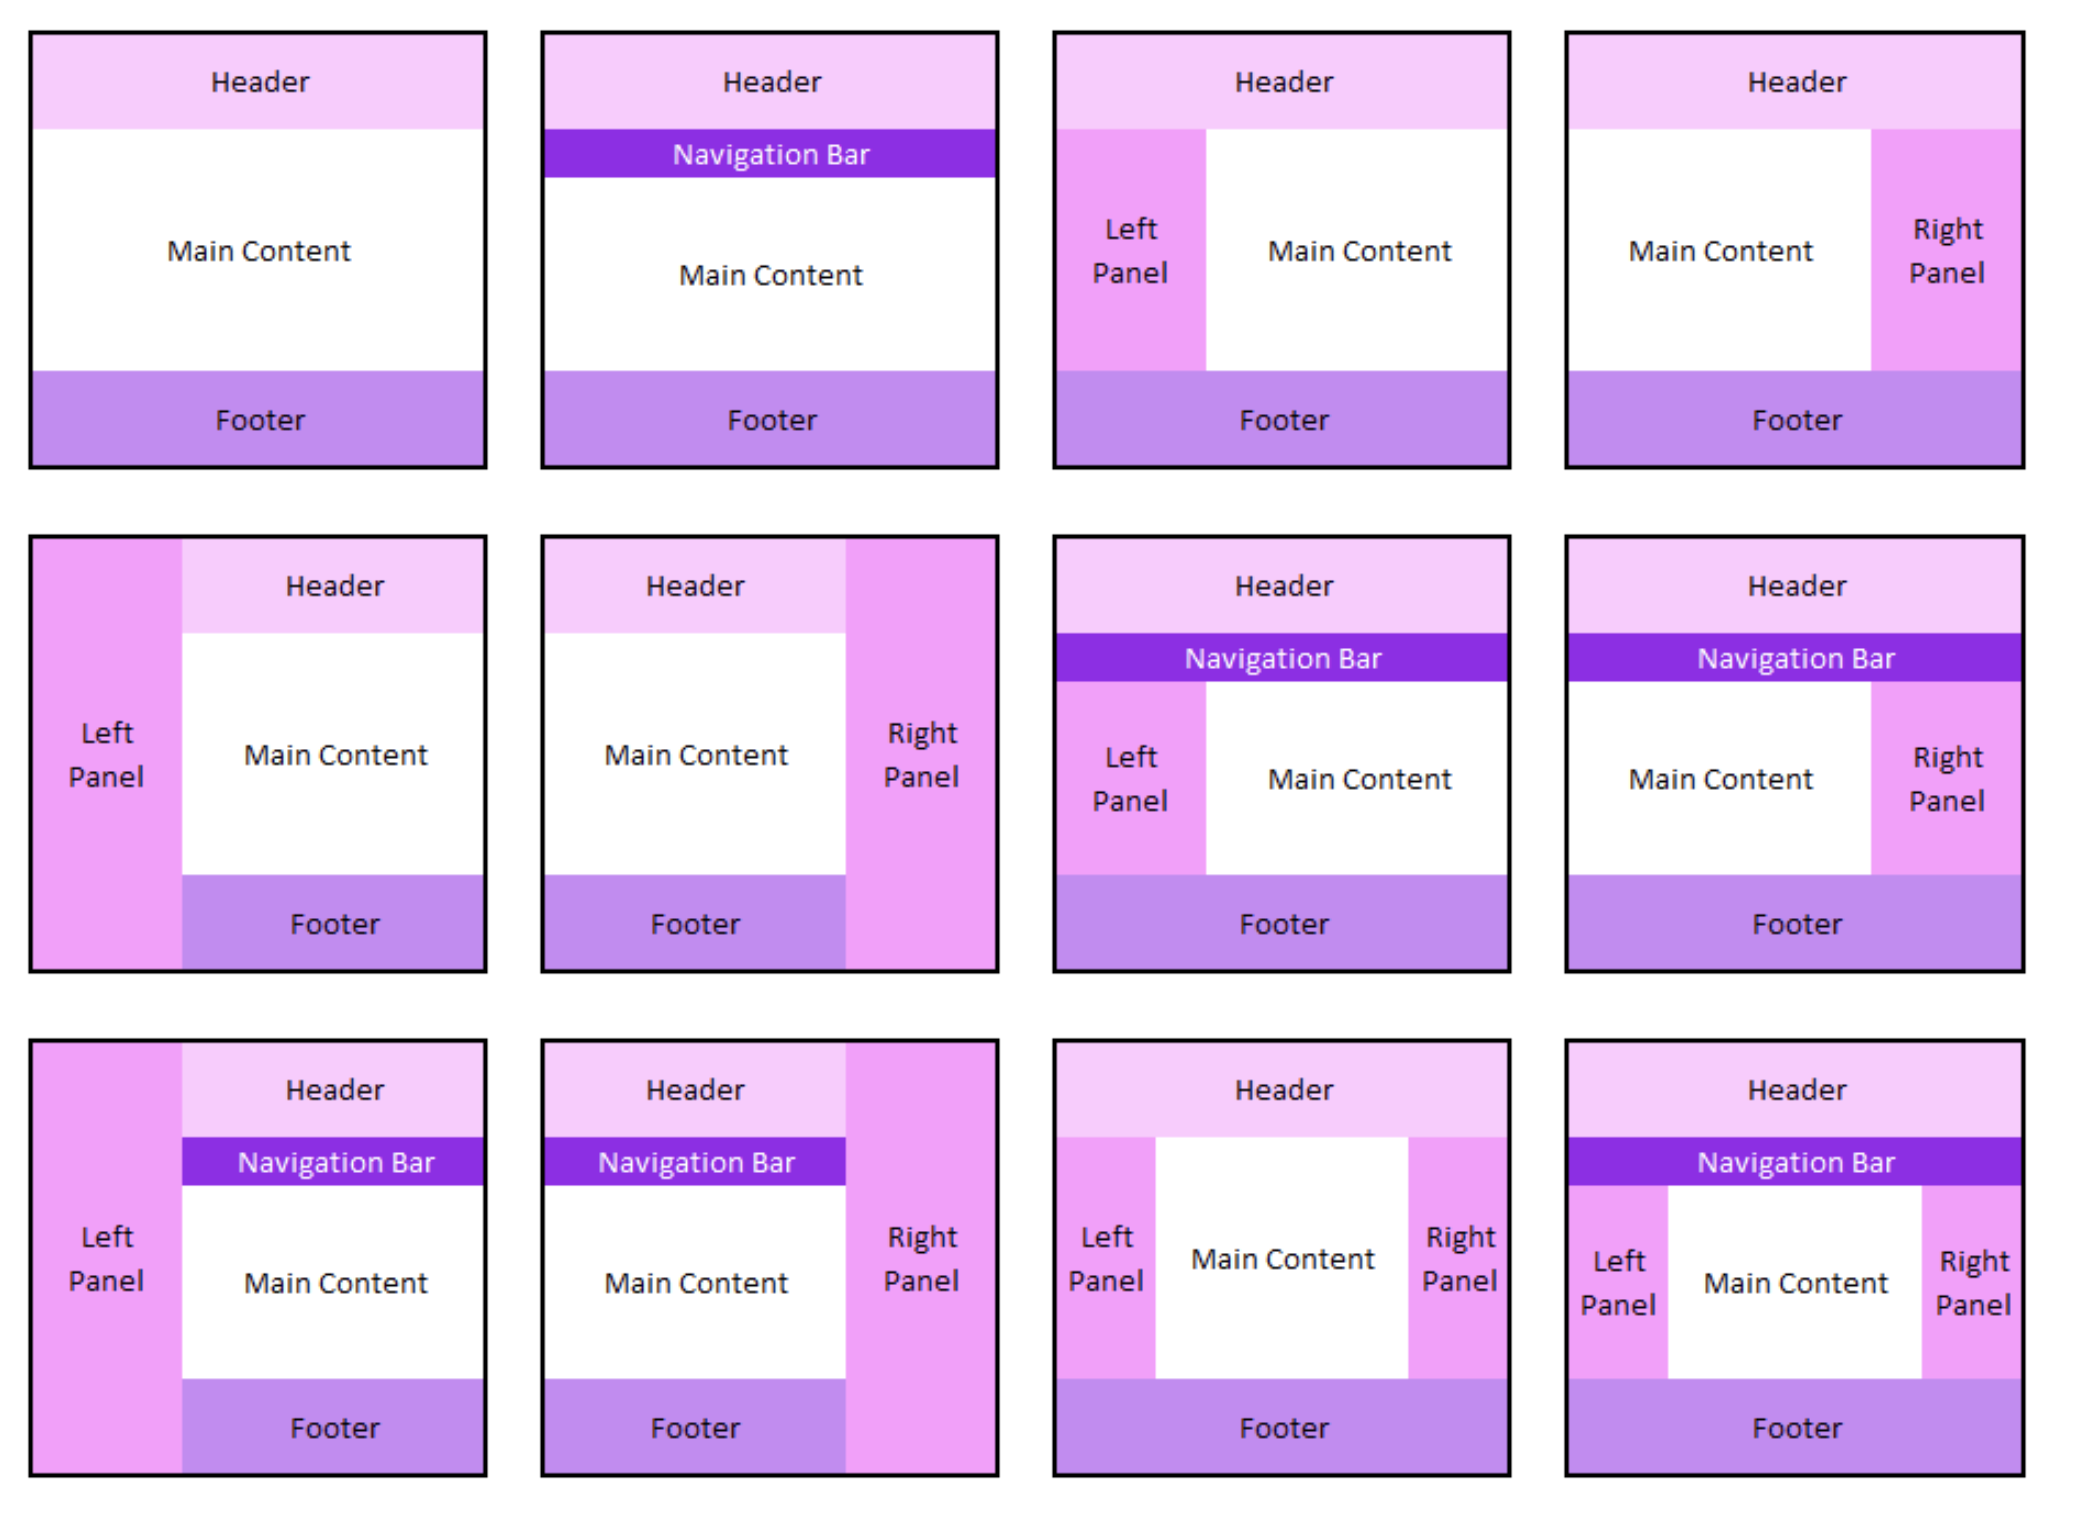 Header
Main Content
Footer
Header
Navigation Bar
Main Content
Footer
Header
Left
Panel
Main Content
Footer
Header
Main Content
Right
Panel
Footer
Left
Panel
Header
Main Content
Footer
Header
Main Content
Footer
Right
Panel
Header
Navigation Bar
Left
Panel
Main Content
Footer
Header
Navigation Bar
Main Content
Right
Panel
Footer
Left
Panel
Header
Navigation Bar
Main Content
Footer
Header
Navigation Bar
Main Content
Footer
Right
Panel
Header
Left
Panel
Main Content
Right
Panel
Footer
Header
Navigation Bar
Left
Panel
Main Content
Right
Panel
Footer